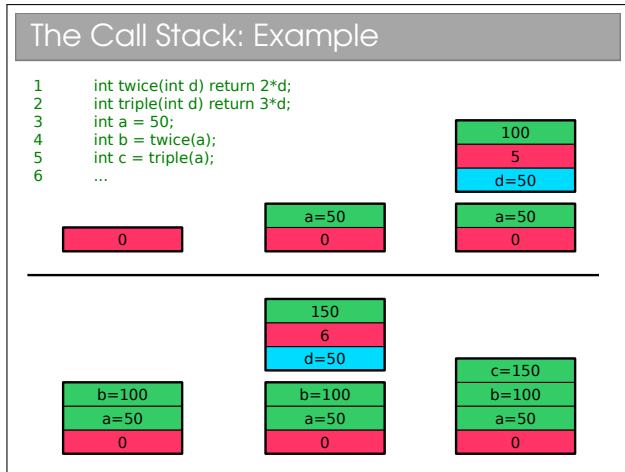 The Call Stack: Example
1 int twice(int d) return 2*d;
2 int triple(int d) return 3*d;
3 int a = 50;
4 int b = twice(a);
5 int c = triple(a);
6 ...
0
a=50
0
100
5
d=50
a=50
0
b=100
a=50
0
150
6
d=50
b=100
a=50
0
c=150
b=100
a=50
0